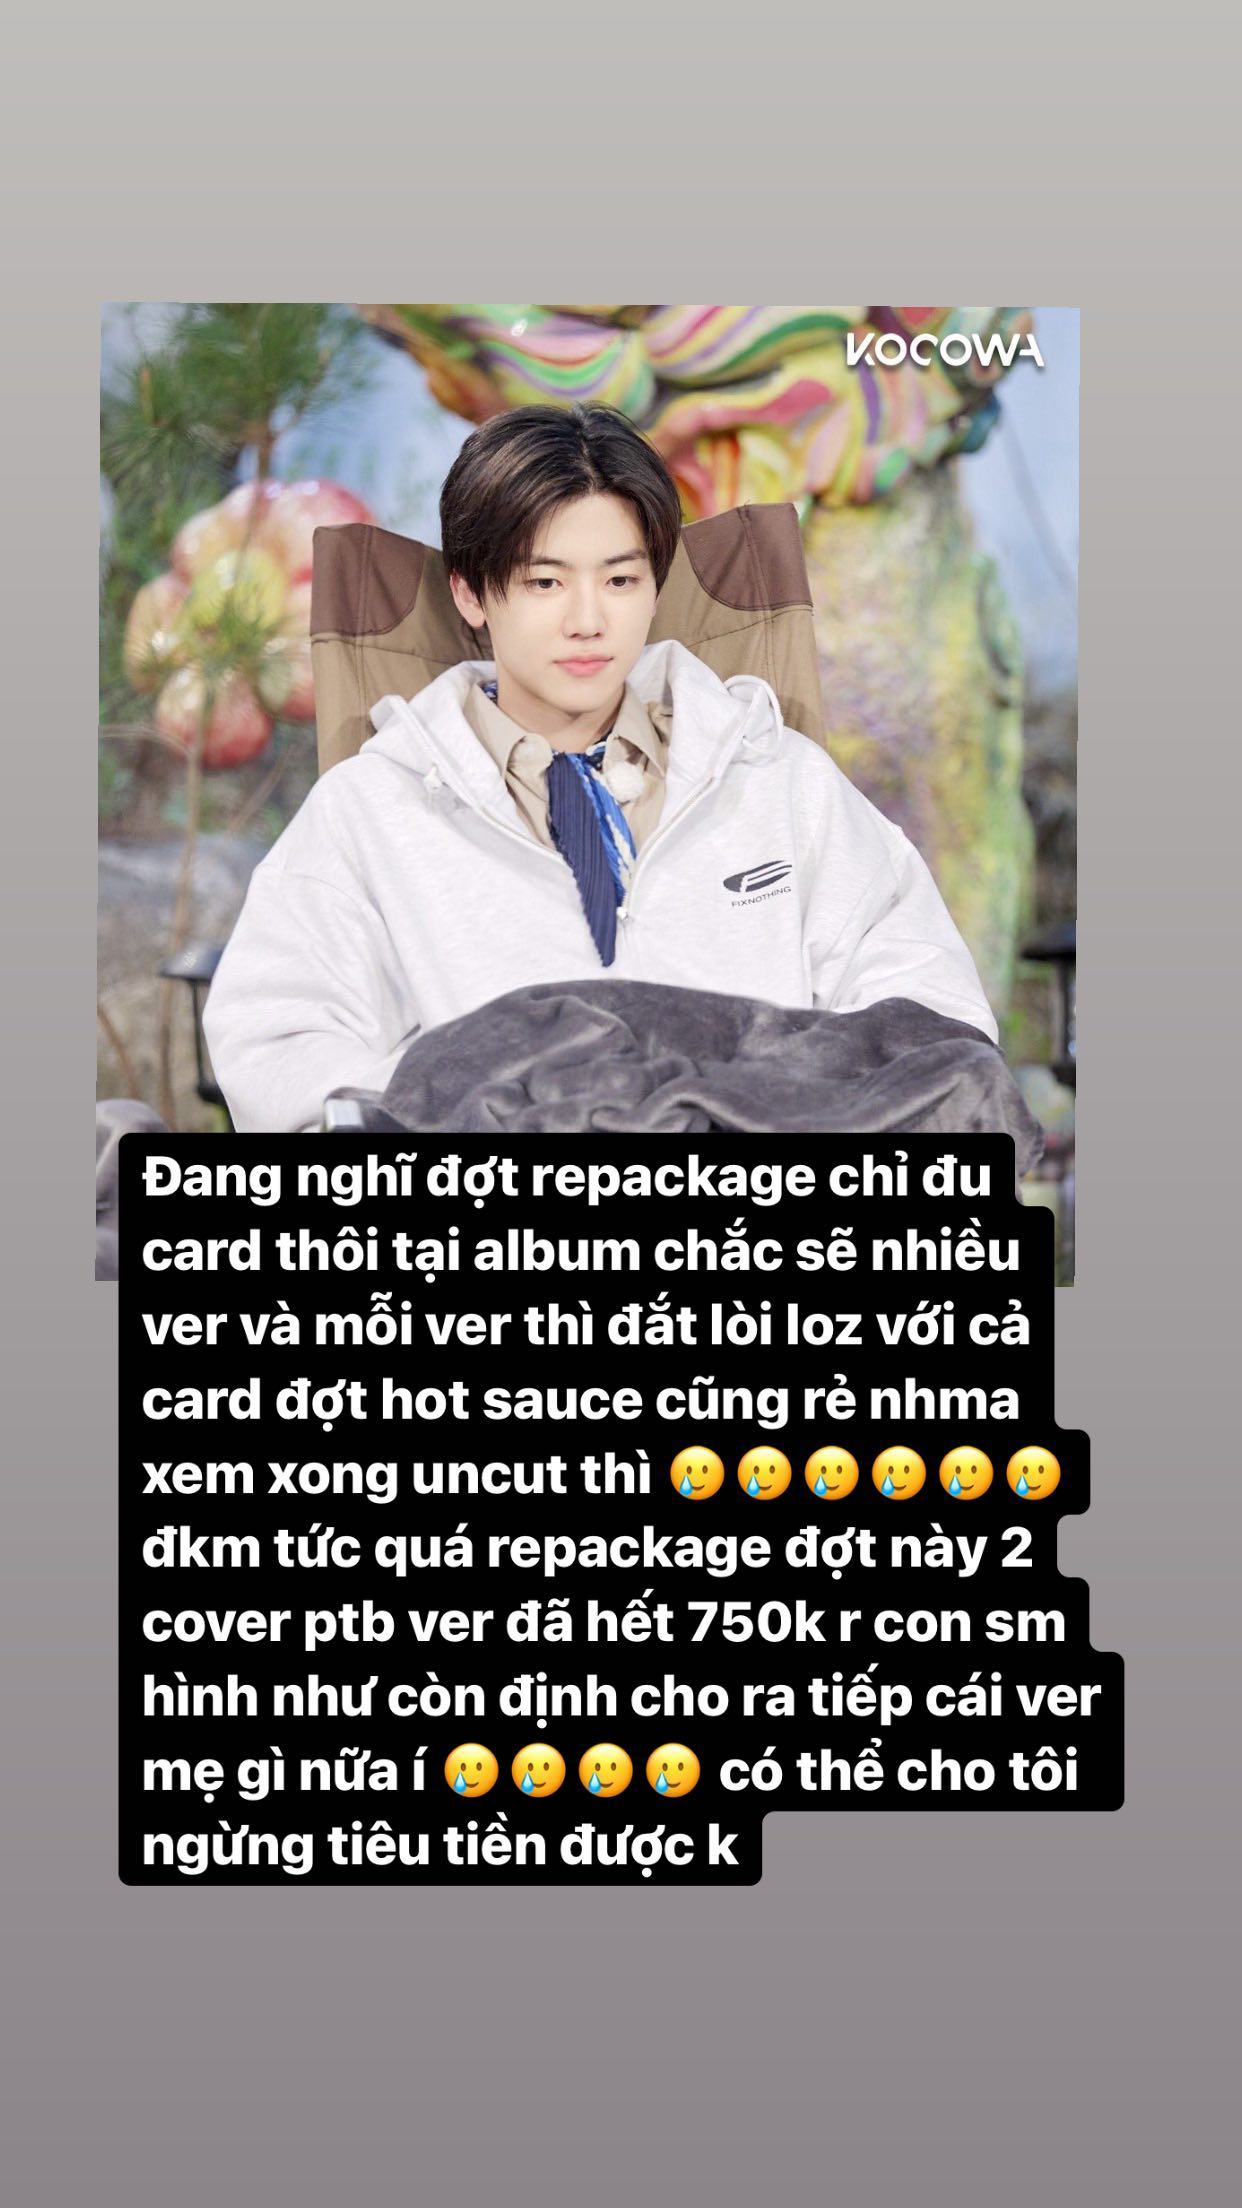 KOCOWA
FIXNOTHING
Đang nghĩ đợt repackage chỉ đu
card thôi tại album chắc sẽ nhiều
ver và mỗi ver thì đắt lòi loz với cả
card đợt hot sauce cũng rẻ nhma
xem xong uncut thì 🥲🥲🥲🥲🥲🥲
đkm tức quá repackage đợt này 2
cover ptb ver đã hết 750k r con sm
hình như còn định cho ra tiếp cái ver
mẹ gì nữa í 🥲🥲🥲🥲 có thể cho tôi
ngừng tiêu tiền được k